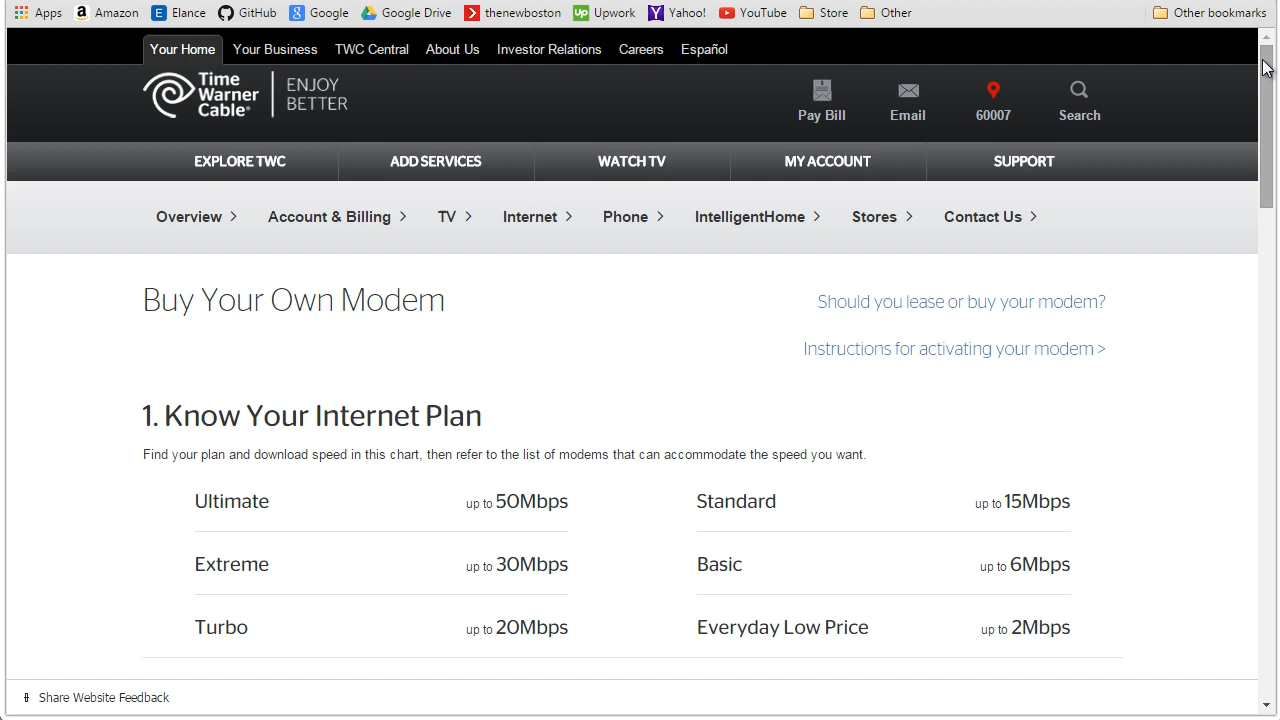 Apps Amazon Elance GitHub Google Google Drive thenewboston Upwork Yahoo! YouTube Store Other Other bookmarks
Your Home Your Business TWC Central About Us Investor Relations Careers Español
Time Warner Cable® ENJOY BETTER
Pay Bill Email 60007 Search
EXPLORE TWC ADD SERVICES WATCH TV MY ACCOUNT SUPPORT
Overview > Account & Billing > TV > Internet > Phone > IntelligentHome > Stores > Contact Us >
Buy Your Own Modem
Should you lease or buy your modem?
Instructions for activating your modem >
1. Know Your Internet Plan
Find your plan and download speed in this chart, then refer to the list of modems that can accommodate the speed you want.
Ultimate up to 50Mbps Standard up to 15Mbps
Extreme up to 30Mbps Basic up to 6Mbps
Turbo up to 20Mbps Everyday Low Price up to 2Mbps
Share Website Feedback